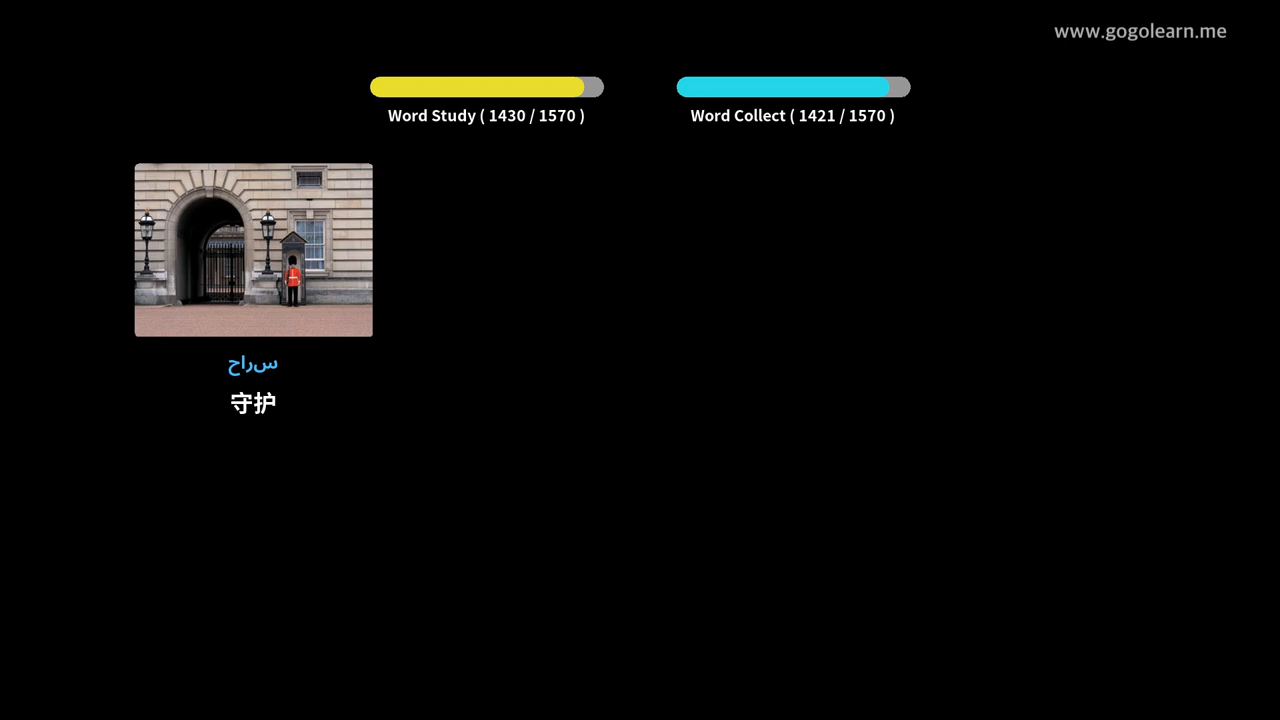 www.gogolearn.me
Word Study ( 1430 / 1570 )
Word Collect ( 1421 / 1570 )
سراح
守护